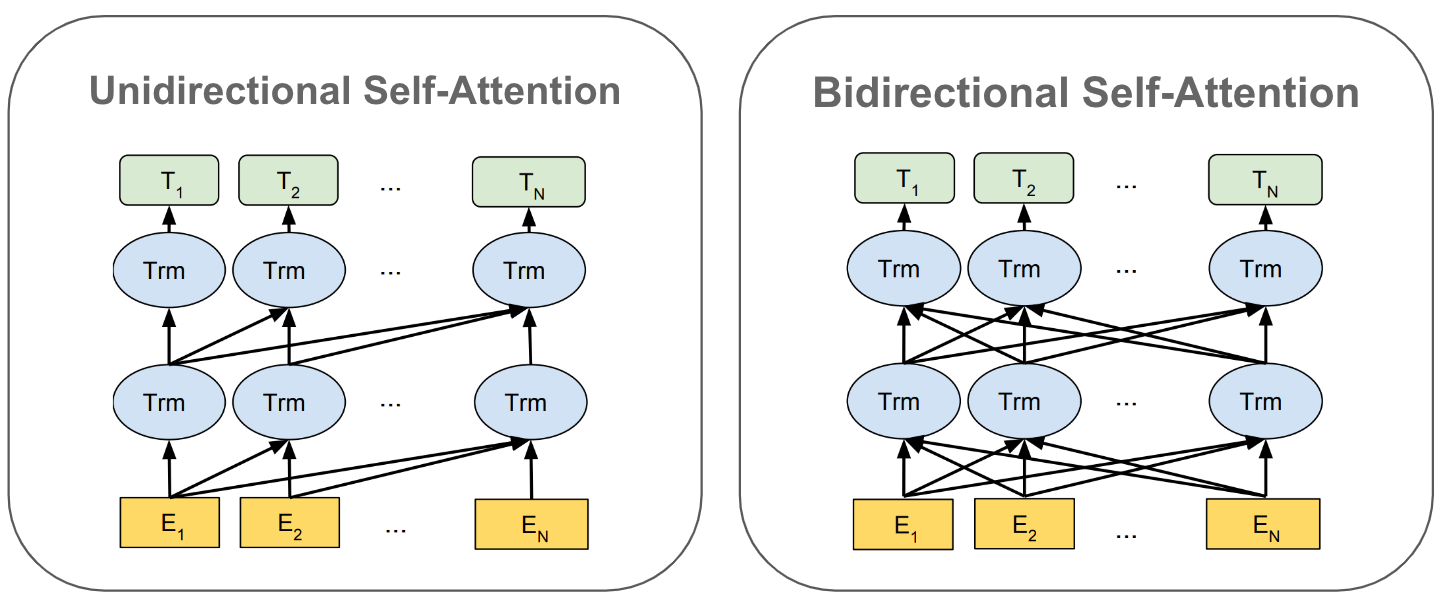 Unidirectional Self-Attention
T1 T2 ... TN
Trm Trm ... Trm
Trm Trm ... Trm
E1 E2 ... EN
Bidirectional Self-Attention
T1 T2 ... TN
Trm Trm ... Trm
Trm Trm ... Trm
E1 E2 ... EN